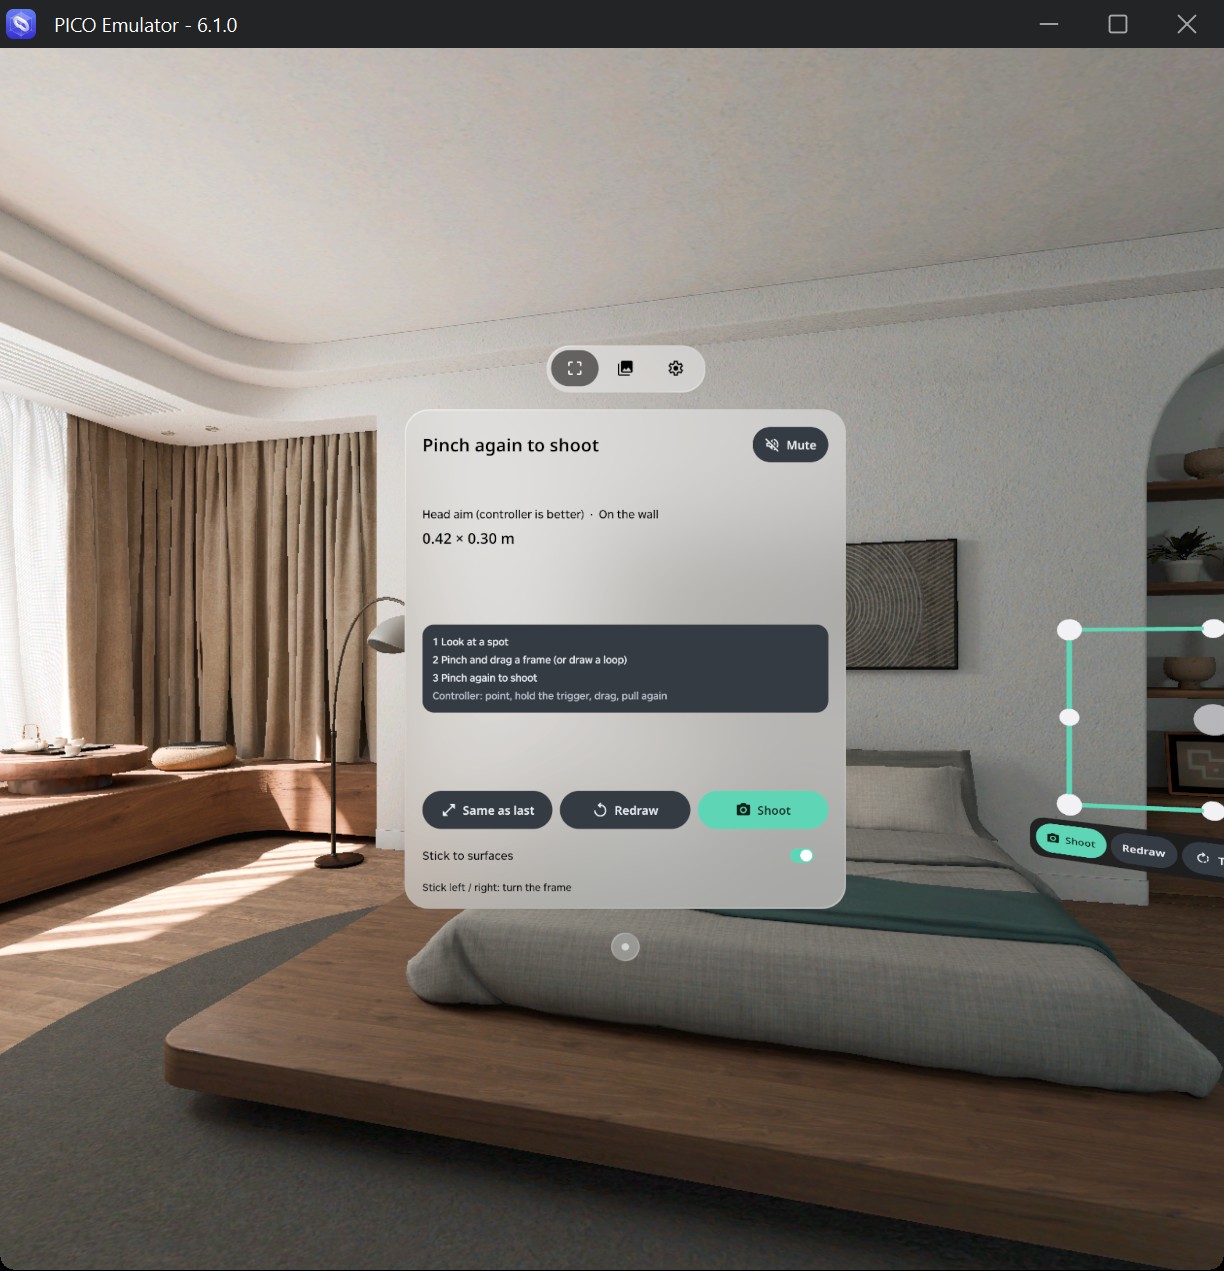 PICO Emulator - 6.1.0
Pinch again to shoot
Mute
Head aim (controller is better) · On the wall
0.42 × 0.30 m
1 Look at a spot
2 Pinch and drag a frame (or draw a loop)
3 Pinch again to shoot
Controller: point, hold the trigger, drag, pull again
Same as last
Redraw
Shoot
Stick to surfaces
Stick left / right: turn the frame
Shoot
Redraw